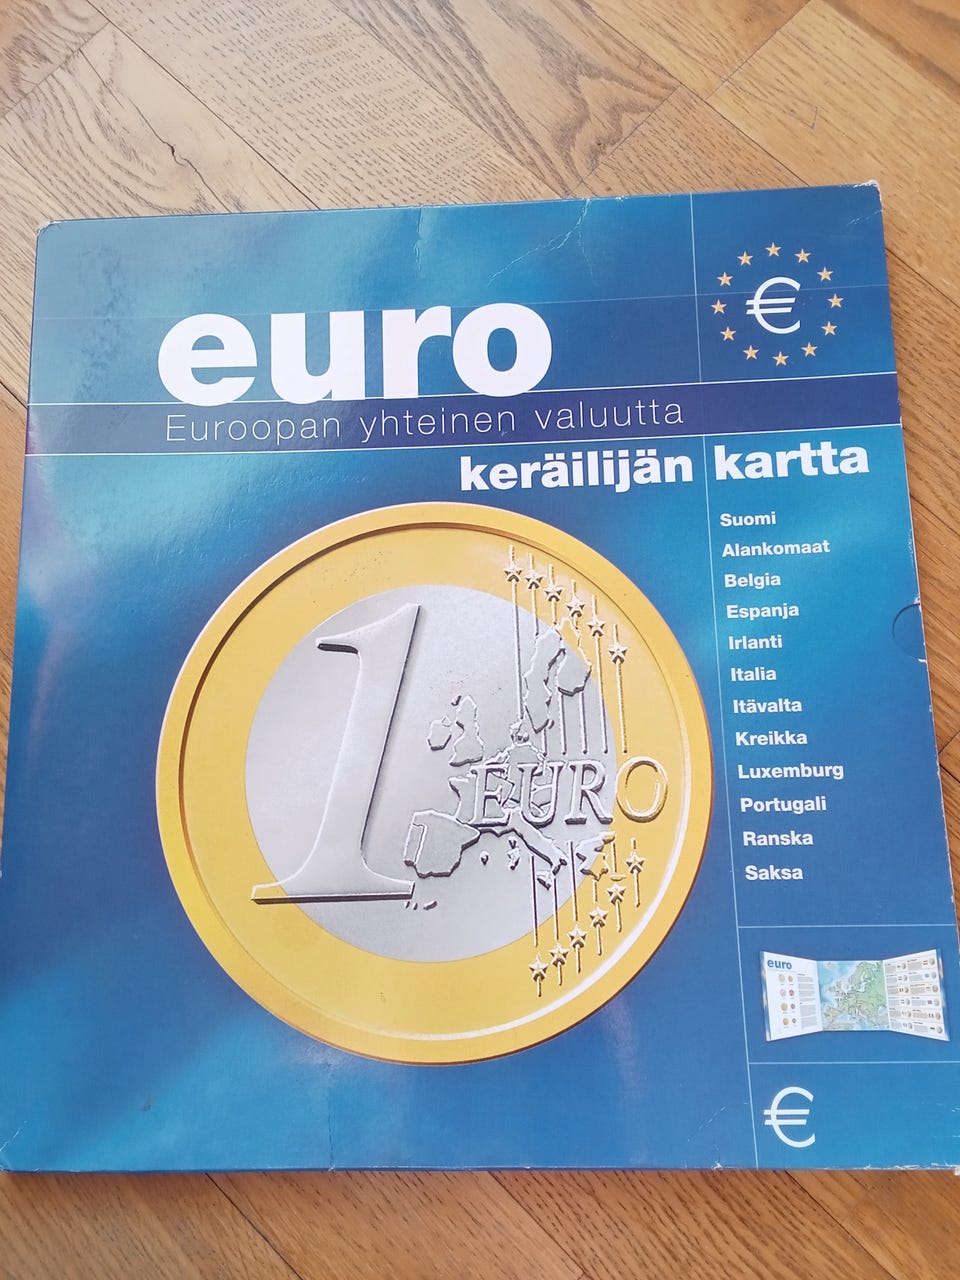 euro
€
Euroopan yhteinen valuutta
keräilijän kartta
Suomi
Alankomaat
Belgia
Espanja
Irlanti
Italia
Itävalta
Kreikka
Luxemburg
Portugali
Ranska
Saksa
1 EURO
euro
€